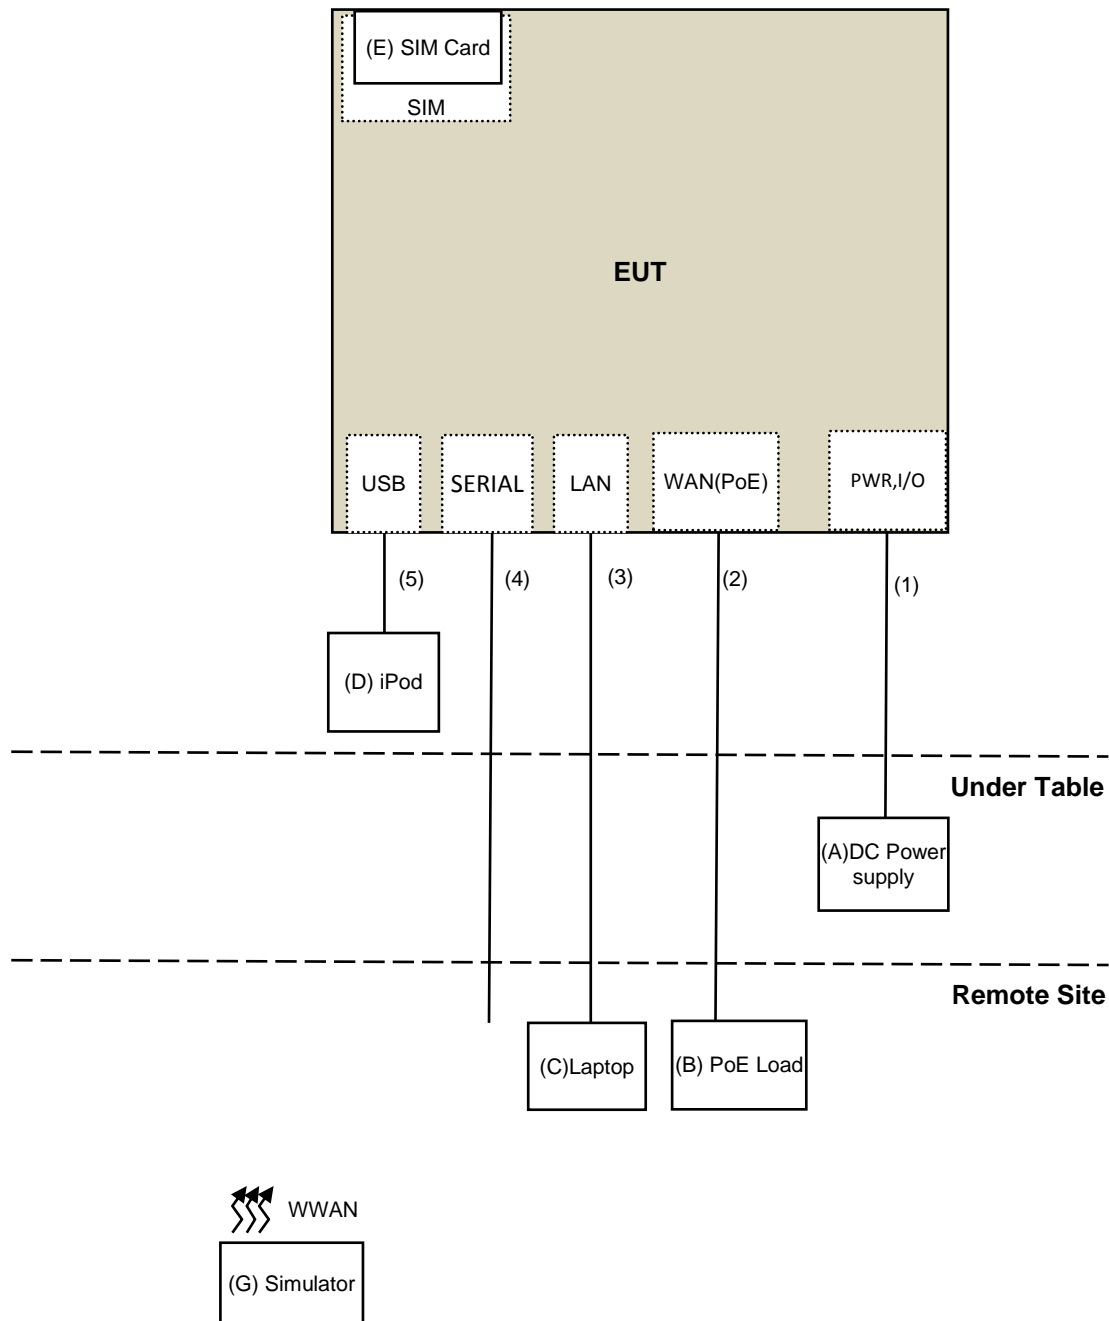 (E) SIM Card
SIM
EUT
USB
SERIAL
LAN
WAN(PoE)
PWR,I/O
(5)
(4)
(3)
(2)
(1)
(D) iPod
Under Table
(A)DC Power
supply
Remote Site
(C)Laptop
(B) PoE Load
WWAN
(G) Simulator